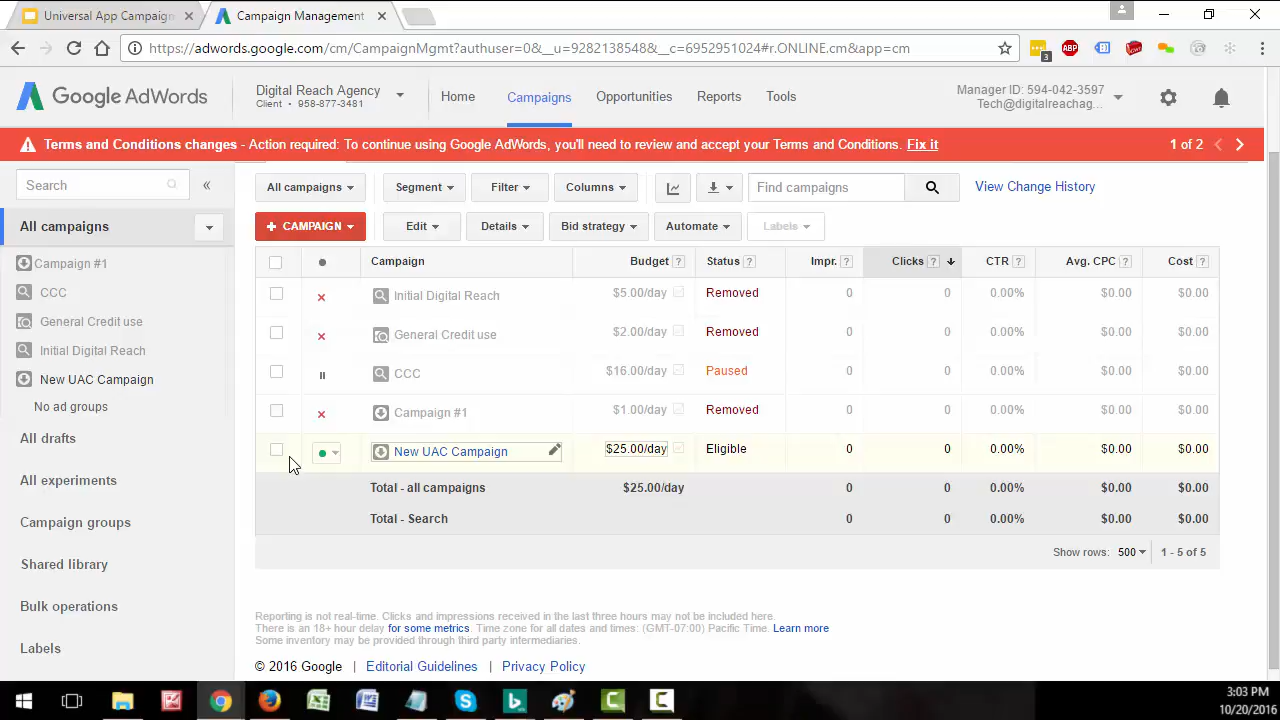 Universal App Campaign
Campaign Management
https://adwords.google.com/cm/CampaignMgmt?authuser=0&__u=9282138548&__c=6952951024#r.ONLINE.cm&app=cm
3
ABP
Google AdWords
Digital Reach Agency
Client • 958-877-3481
Home
Campaigns
Opportunities
Reports
Tools
Manager ID: 594-042-3597
Tech@digitalreachag...
Terms and Conditions changes - Action required: To continue using Google AdWords, you'll need to review and accept your Terms and Conditions. Fix it
1 of 2
Search
«
All campaigns
Segment
Filter
Columns
Find campaigns
View Change History
All campaigns
+ CAMPAIGN
Edit
Details
Bid strategy
Automate
Labels
Campaign
Budget ?
Status ?
Impr. ?
Clicks ?
CTR ?
Avg. CPC ?
Cost ?
Campaign #1
CCC
General Credit use
Initial Digital Reach
New UAC Campaign
No ad groups
All drafts
All experiments
Campaign groups
Shared library
Bulk operations
Labels
Initial Digital Reach $5.00/day Removed 0 0 0.00% $0.00 $0.00
General Credit use $2.00/day Removed 0 0 0.00% $0.00 $0.00
CCC $16.00/day Paused 0 0 0.00% $0.00 $0.00
Campaign #1 $1.00/day Removed 0 0 0.00% $0.00 $0.00
New UAC Campaign $25.00/day Eligible 0 0 0.00% $0.00 $0.00
Total - all campaigns $25.00/day 0 0 0.00% $0.00 $0.00
Total - Search 0 0 0.00% $0.00 $0.00
Show rows: 500
1 - 5 of 5
Reporting is not real-time. Clicks and impressions received in the last three hours may not be included here.
There is an 18+ hour delay for some metrics. Time zone for all dates and times: (GMT-07:00) Pacific Time. Learn more
Some inventory may be provided through third party intermediaries.
© 2016 Google | Editorial Guidelines | Privacy Policy
3:03 PM
10/20/2016